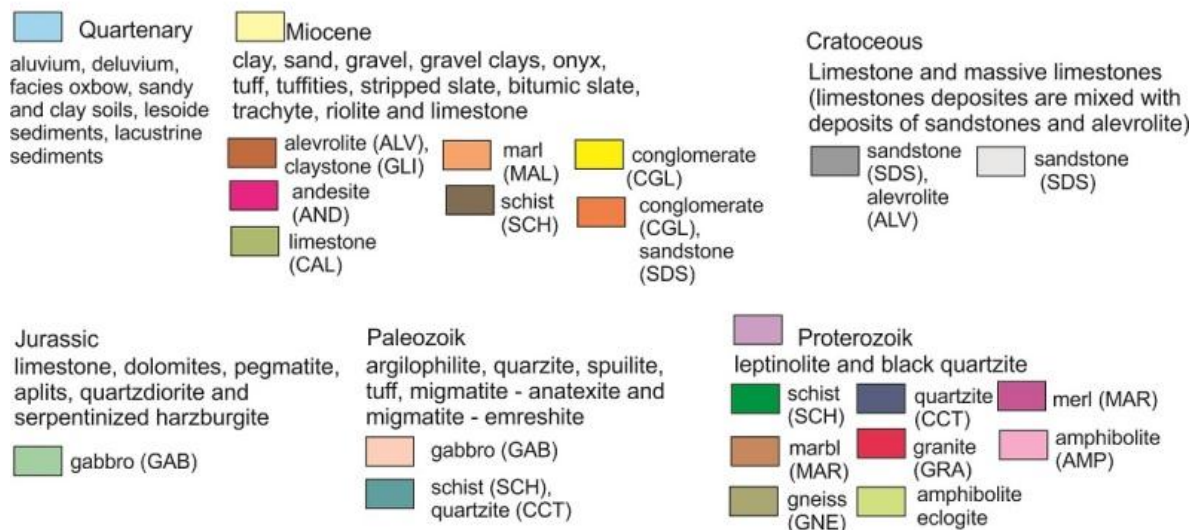 Quartenary
aluvium, deluvium,
facies oxbow, sandy
and clay soils, lesoide
sediments, lacustrine
sediments
Miocene
clay, sand, gravel, gravel clays, onyx,
tuff, tuffities, stripped slate, bitumic slate,
trachyte, riolite and limestone
alevrolite (ALV),
claystone (GLI)
andesite
(AND)
limestone
(CAL)
marl
(MAL)
schist
(SCH)
conglomerate
(CGL)
conglomerate
(CGL),
sandstone
(SDS)
Cratoceous
Limestone and massive limestones
(limestones deposites are mixed with
deposits of sandstones and alevrolite)
sandstone
(SDS),
alevrolite
(ALV)
sandstone
(SDS)
Jurassic
limestone, dolomites, pegmatite,
aplits, quartzdiorite and
serpentinized harzburgite
gabbro (GAB)
Paleozoik
argilophilite, quarzite, spuilite,
tuff, migmatite - anatexite and
migmatite - emreshite
gabbro (GAB)
schist (SCH),
quartzite (CCT)
Proterozoik
leptinolite and black quartzite
schist
(SCH)
marbl
(MAR)
gneiss
(GNE)
quartzite
(CCT)
granite
(GRA)
amphibolite
eclogite
merl (MAR)
amphibolite
(AMP)